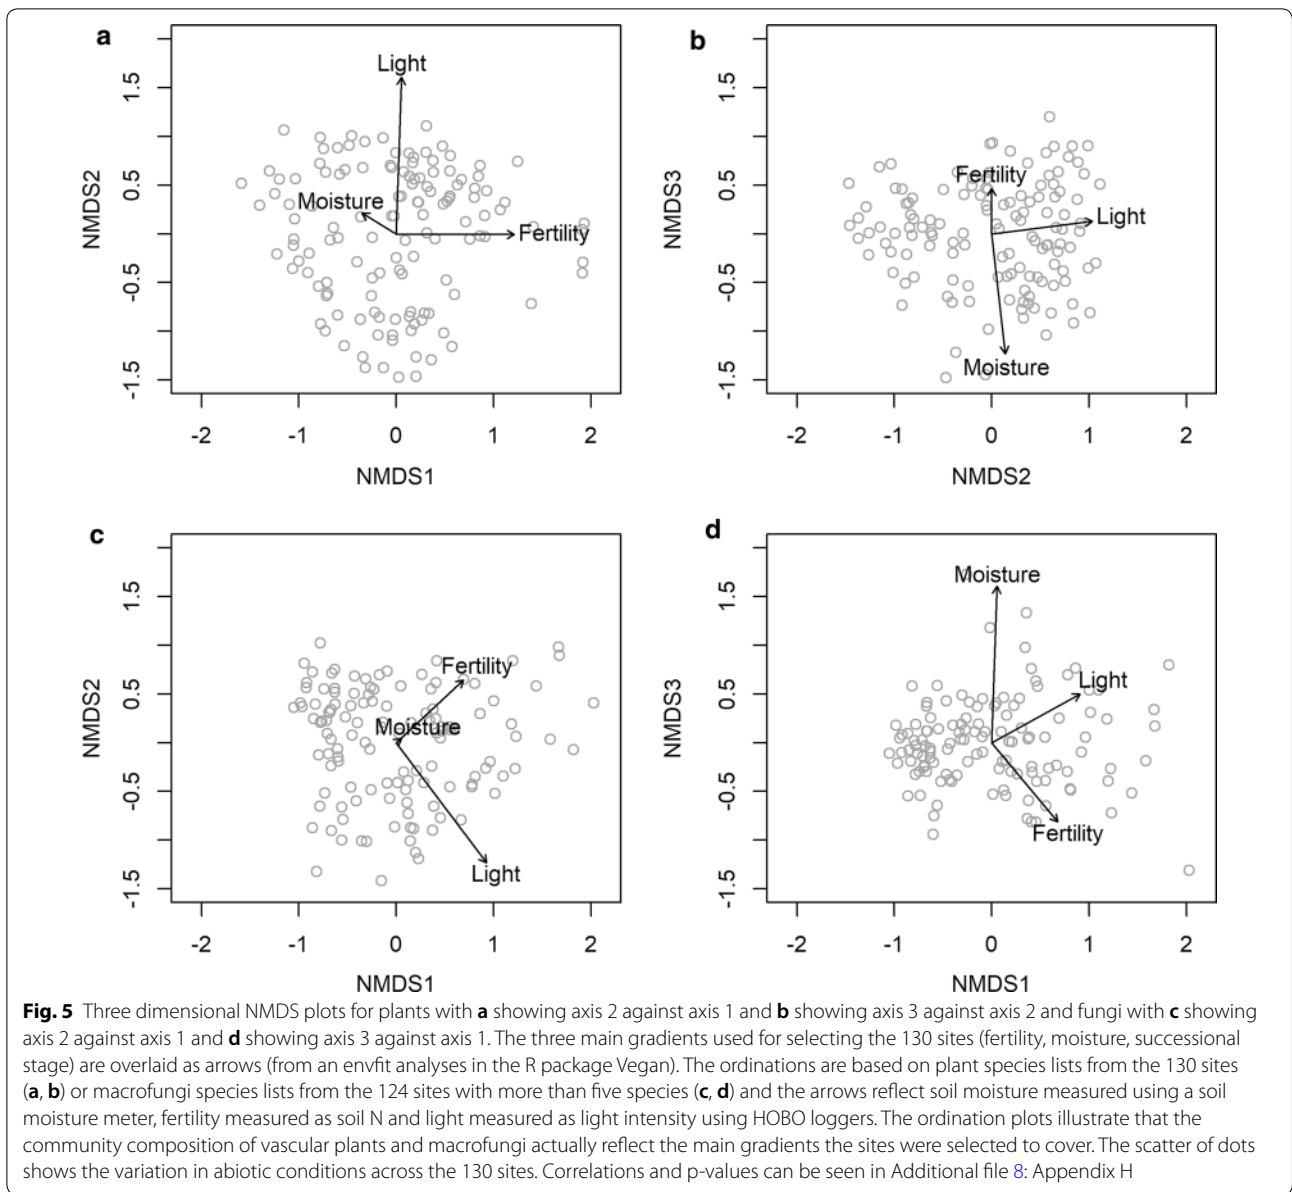 a
Light
Moisture
Fertility
1.5
0.5
-0.5
-1.5
NMDS2
-2 -1 0 1 2
NMDS1
b
Fertility
Light
Moisture
1.5
0.5
-0.5
-1.5
NMDS3
-2 -1 0 1 2
NMDS2
c
Fertility
Moisture
Light
1.5
0.5
-0.5
-1.5
NMDS2
-2 -1 0 1 2
NMDS1
d
Moisture
Light
Fertility
1.5
0.5
-0.5
-1.5
NMDS3
-2 -1 0 1 2
NMDS1
Fig. 5 Three dimensional NMDS plots for plants with a showing axis 2 against axis 1 and b showing axis 3 against axis 2 and fungi with c showing
axis 2 against axis 1 and d showing axis 3 against axis 1. The three main gradients used for selecting the 130 sites (fertility, moisture, successional
stage) are overlaid as arrows (from an envfit analyses in the R package Vegan). The ordinations are based on plant species lists from the 130 sites
(a, b) or macrofungi species lists from the 124 sites with more than five species (c, d) and the arrows reflect soil moisture measured using a soil
moisture meter, fertility measured as soil N and light measured as light intensity using HOBO loggers. The ordination plots illustrate that the
community composition of vascular plants and macrofungi actually reflect the main gradients the sites were selected to cover. The scatter of dots
shows the variation in abiotic conditions across the 130 sites. Correlations and p-values can be seen in Additional file 8: Appendix H